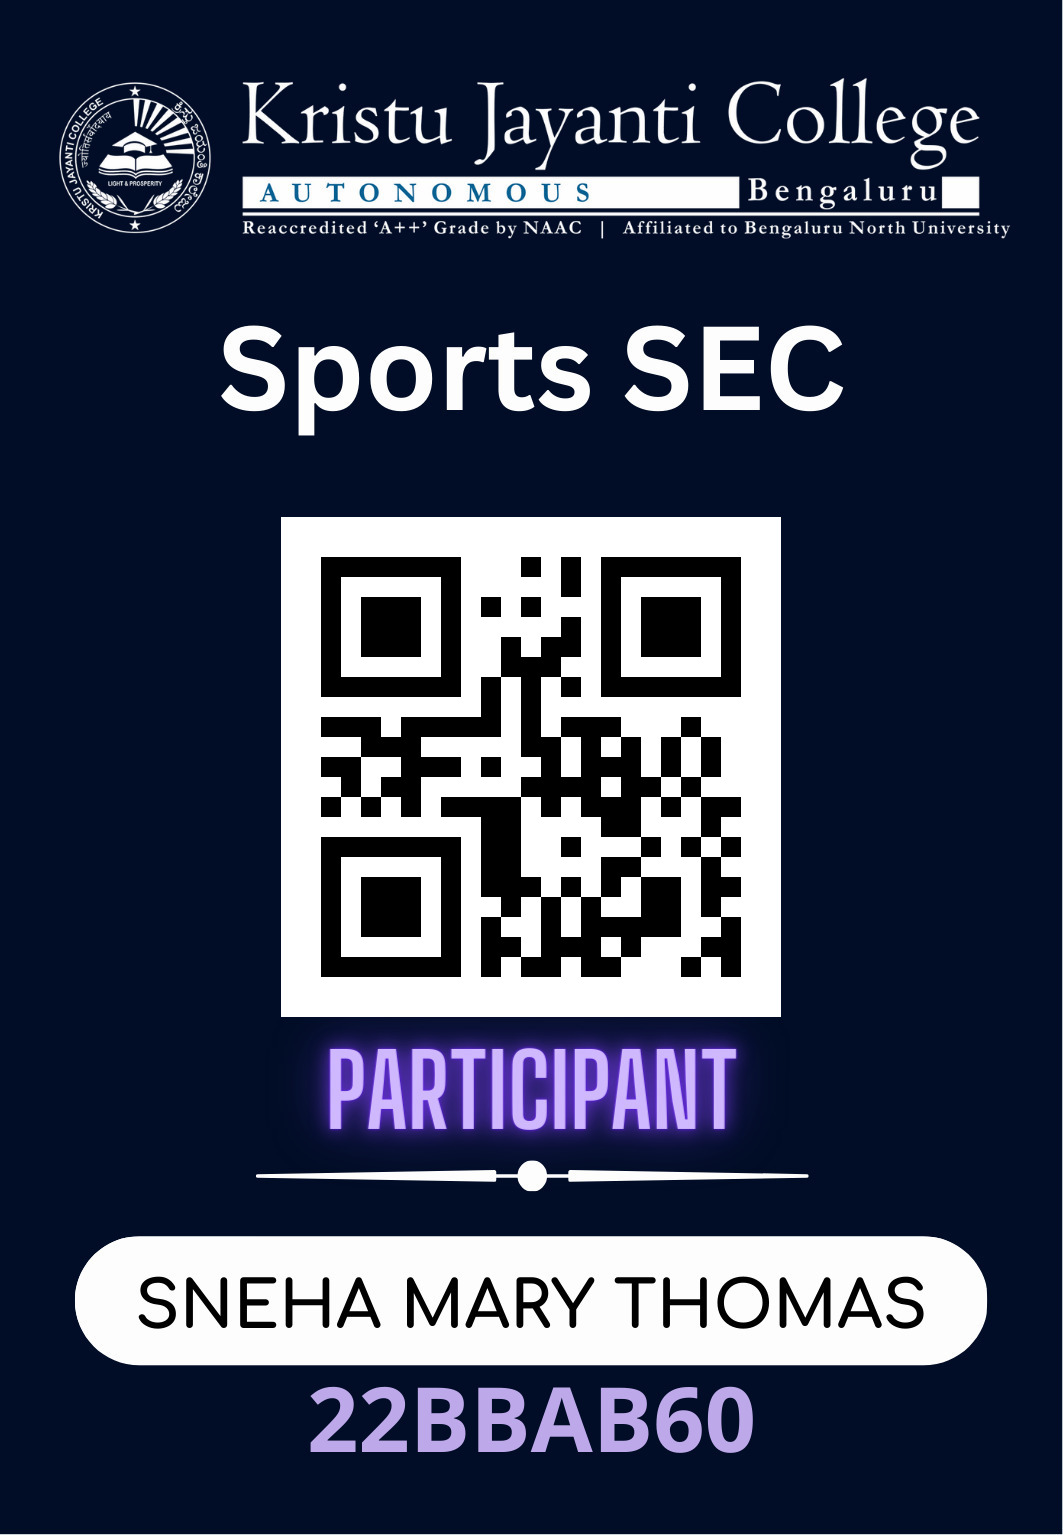 KRISTU JAYANTI COLLEGE
ಕ್ರಿಸ್ತು ಜಯಂತಿ ಕಾಲೇಜು
LIGHT & PROSPERITY
Kristu Jayanti College
AUTONOMOUS Bengaluru
Reaccredited ‘A++’ Grade by NAAC | Affiliated to Bengaluru North University
Sports SEC
PARTICIPANT
SNEHA MARY THOMAS
22BBAB60